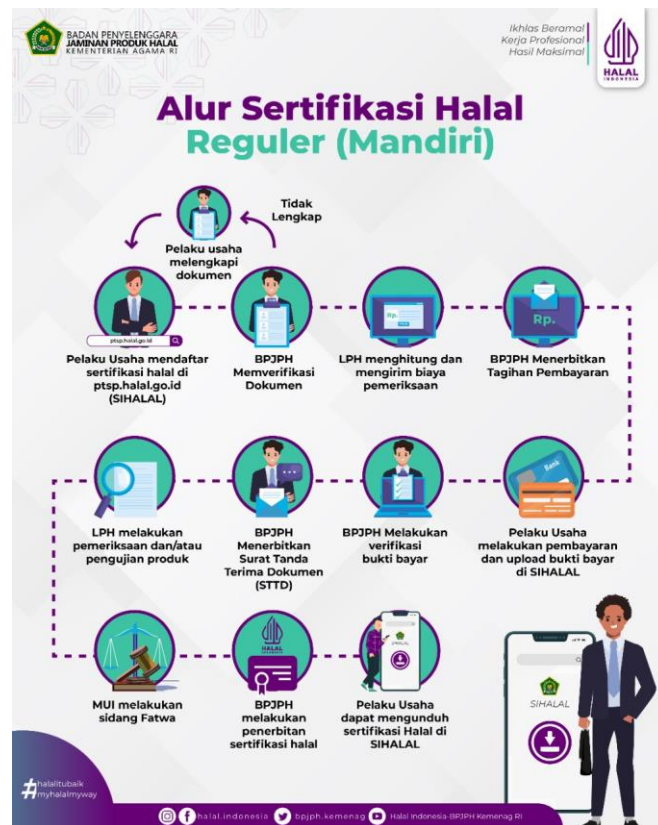 BADAN PENYELENGGARA
JAMINAN PRODUK HALAL
KEMENTERIAN AGAMA RI
Ikhlas Beramal
Kerja Profesional
Hasil Maksimal
HALAL
INDONESIA
Alur Sertifikasi Halal
Reguler (Mandiri)
Tidak
Lengkap
Pelaku usaha
melengkapi
dokumen
ptsp.halal.go.id
Pelaku Usaha mendaftar
sertifikasi halal di
ptsp.halal.go.id
(SIHALAL)
BPJPH
Memverifikasi
Dokumen
Rp.
LPH menghitung dan
mengirim biaya
pemeriksaan
Rp.
BPJPH Menerbitkan
Tagihan Pembayaran
LPH melakukan
pemeriksaan dan/atau
pengujian produk
BPJPH
Menerbitkan
Surat Tanda
Terima Dokumen
(STTD)
BPJPH Melakukan
verifikasi
bukti bayar
Bank
Pelaku Usaha
melakukan pembayaran
dan upload bukti bayar
di SIHALAL
MUI melakukan
sidang Fatwa
HALAL
INDONESIA
BPJPH
melakukan
penerbitan
sertifikasi halal
SIHALAL
Pelaku Usaha
dapat mengunduh
sertifikasi Halal di
SIHALAL
SIHALAL
#halalitubaik
myhalalmyway
halal.indonesia
bpjph.kemenag
Halal Indonesia-BPJPH Kemenag RI